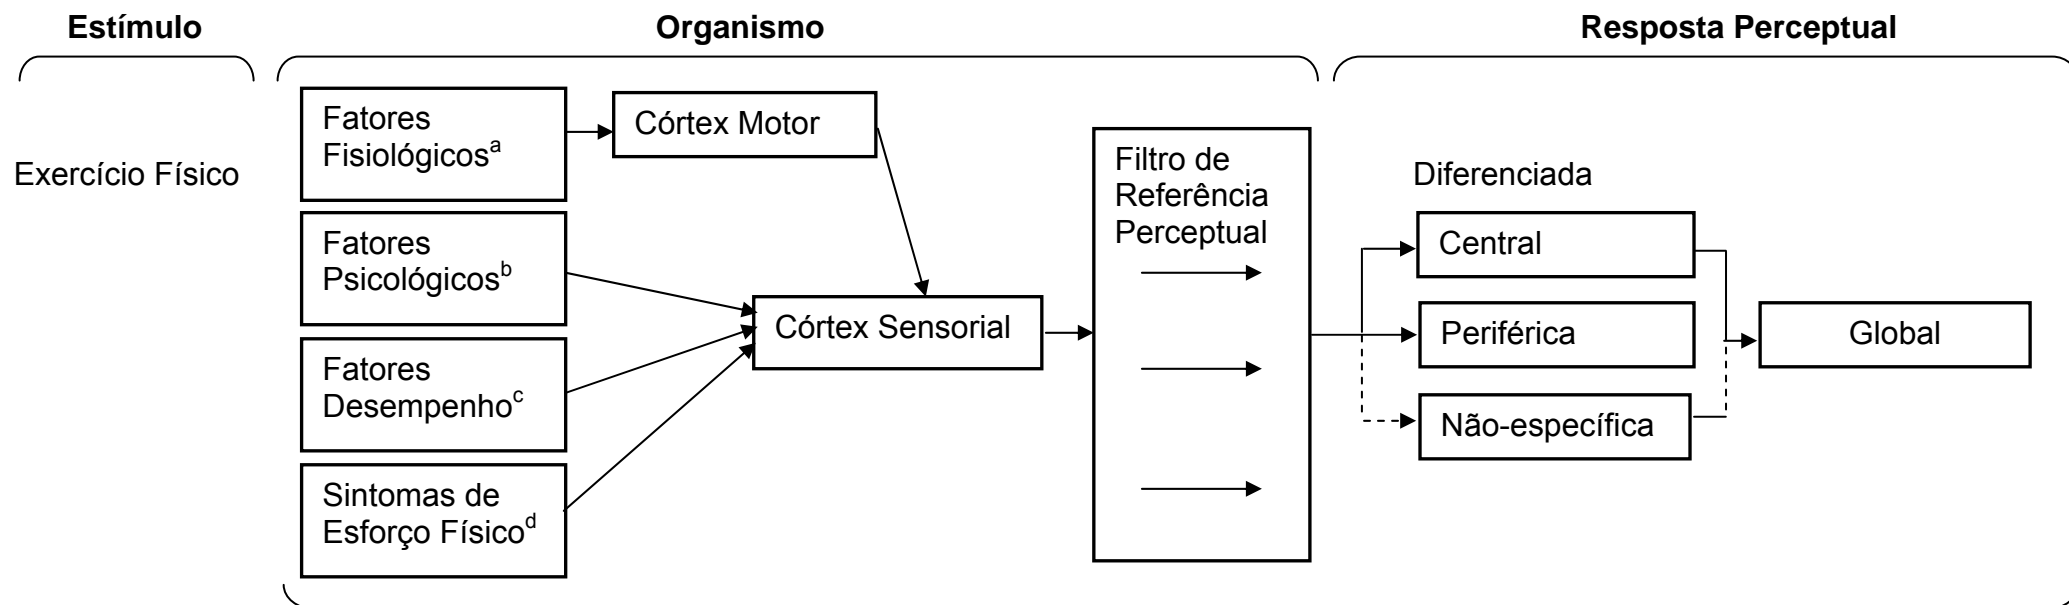 Estímulo
Organismo
Resposta Perceptual
Exercício Físico
Fatores
Fisiológicosᵃ
Córtex Motor
Fatores
Psicológicosᵇ
Fatores
Desempenhoᶜ
Sintomas de
Esforço Físicoᵈ
Córtex Sensorial
Filtro de
Referência
Perceptual
Diferenciada
Central
Periférica
Não-específica
Global